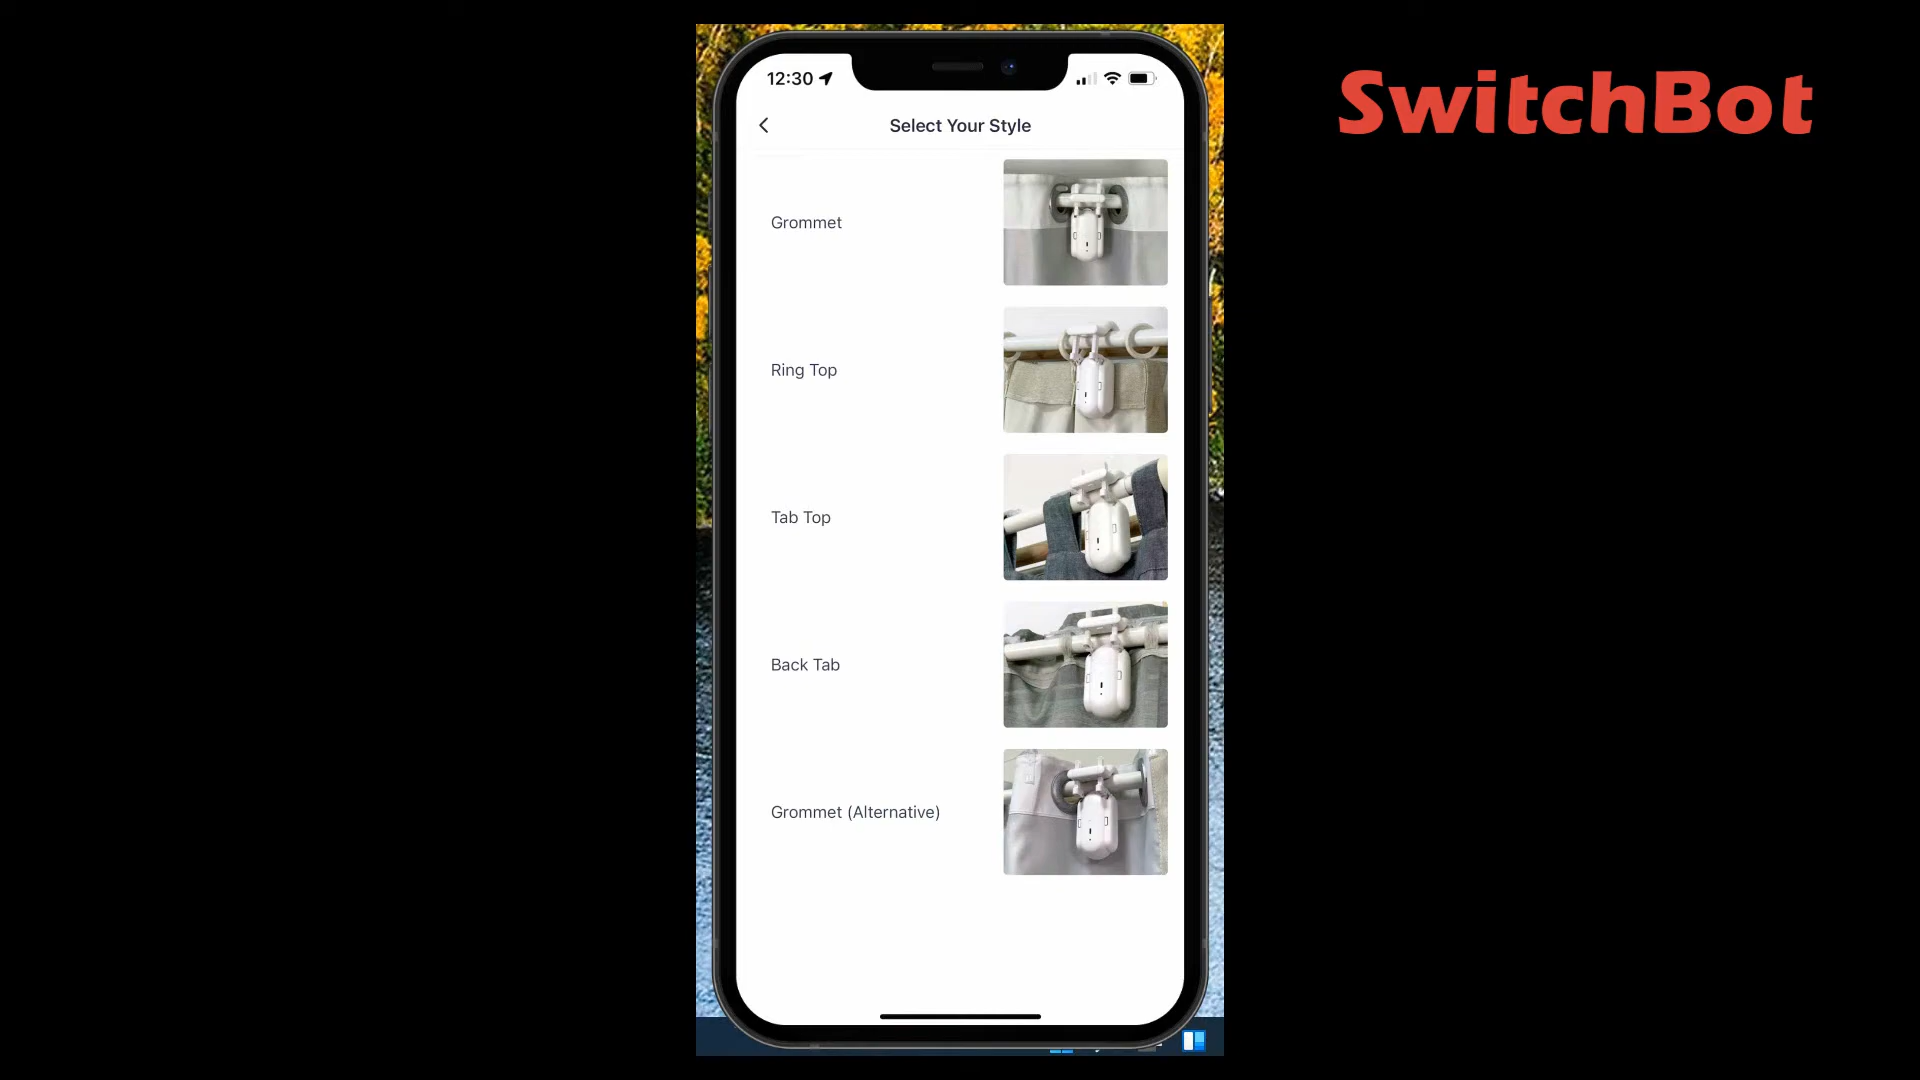 SwitchBot
12:30
Select Your Style
Grommet
Ring Top
Tab Top
Back Tab
Grommet (Alternative)